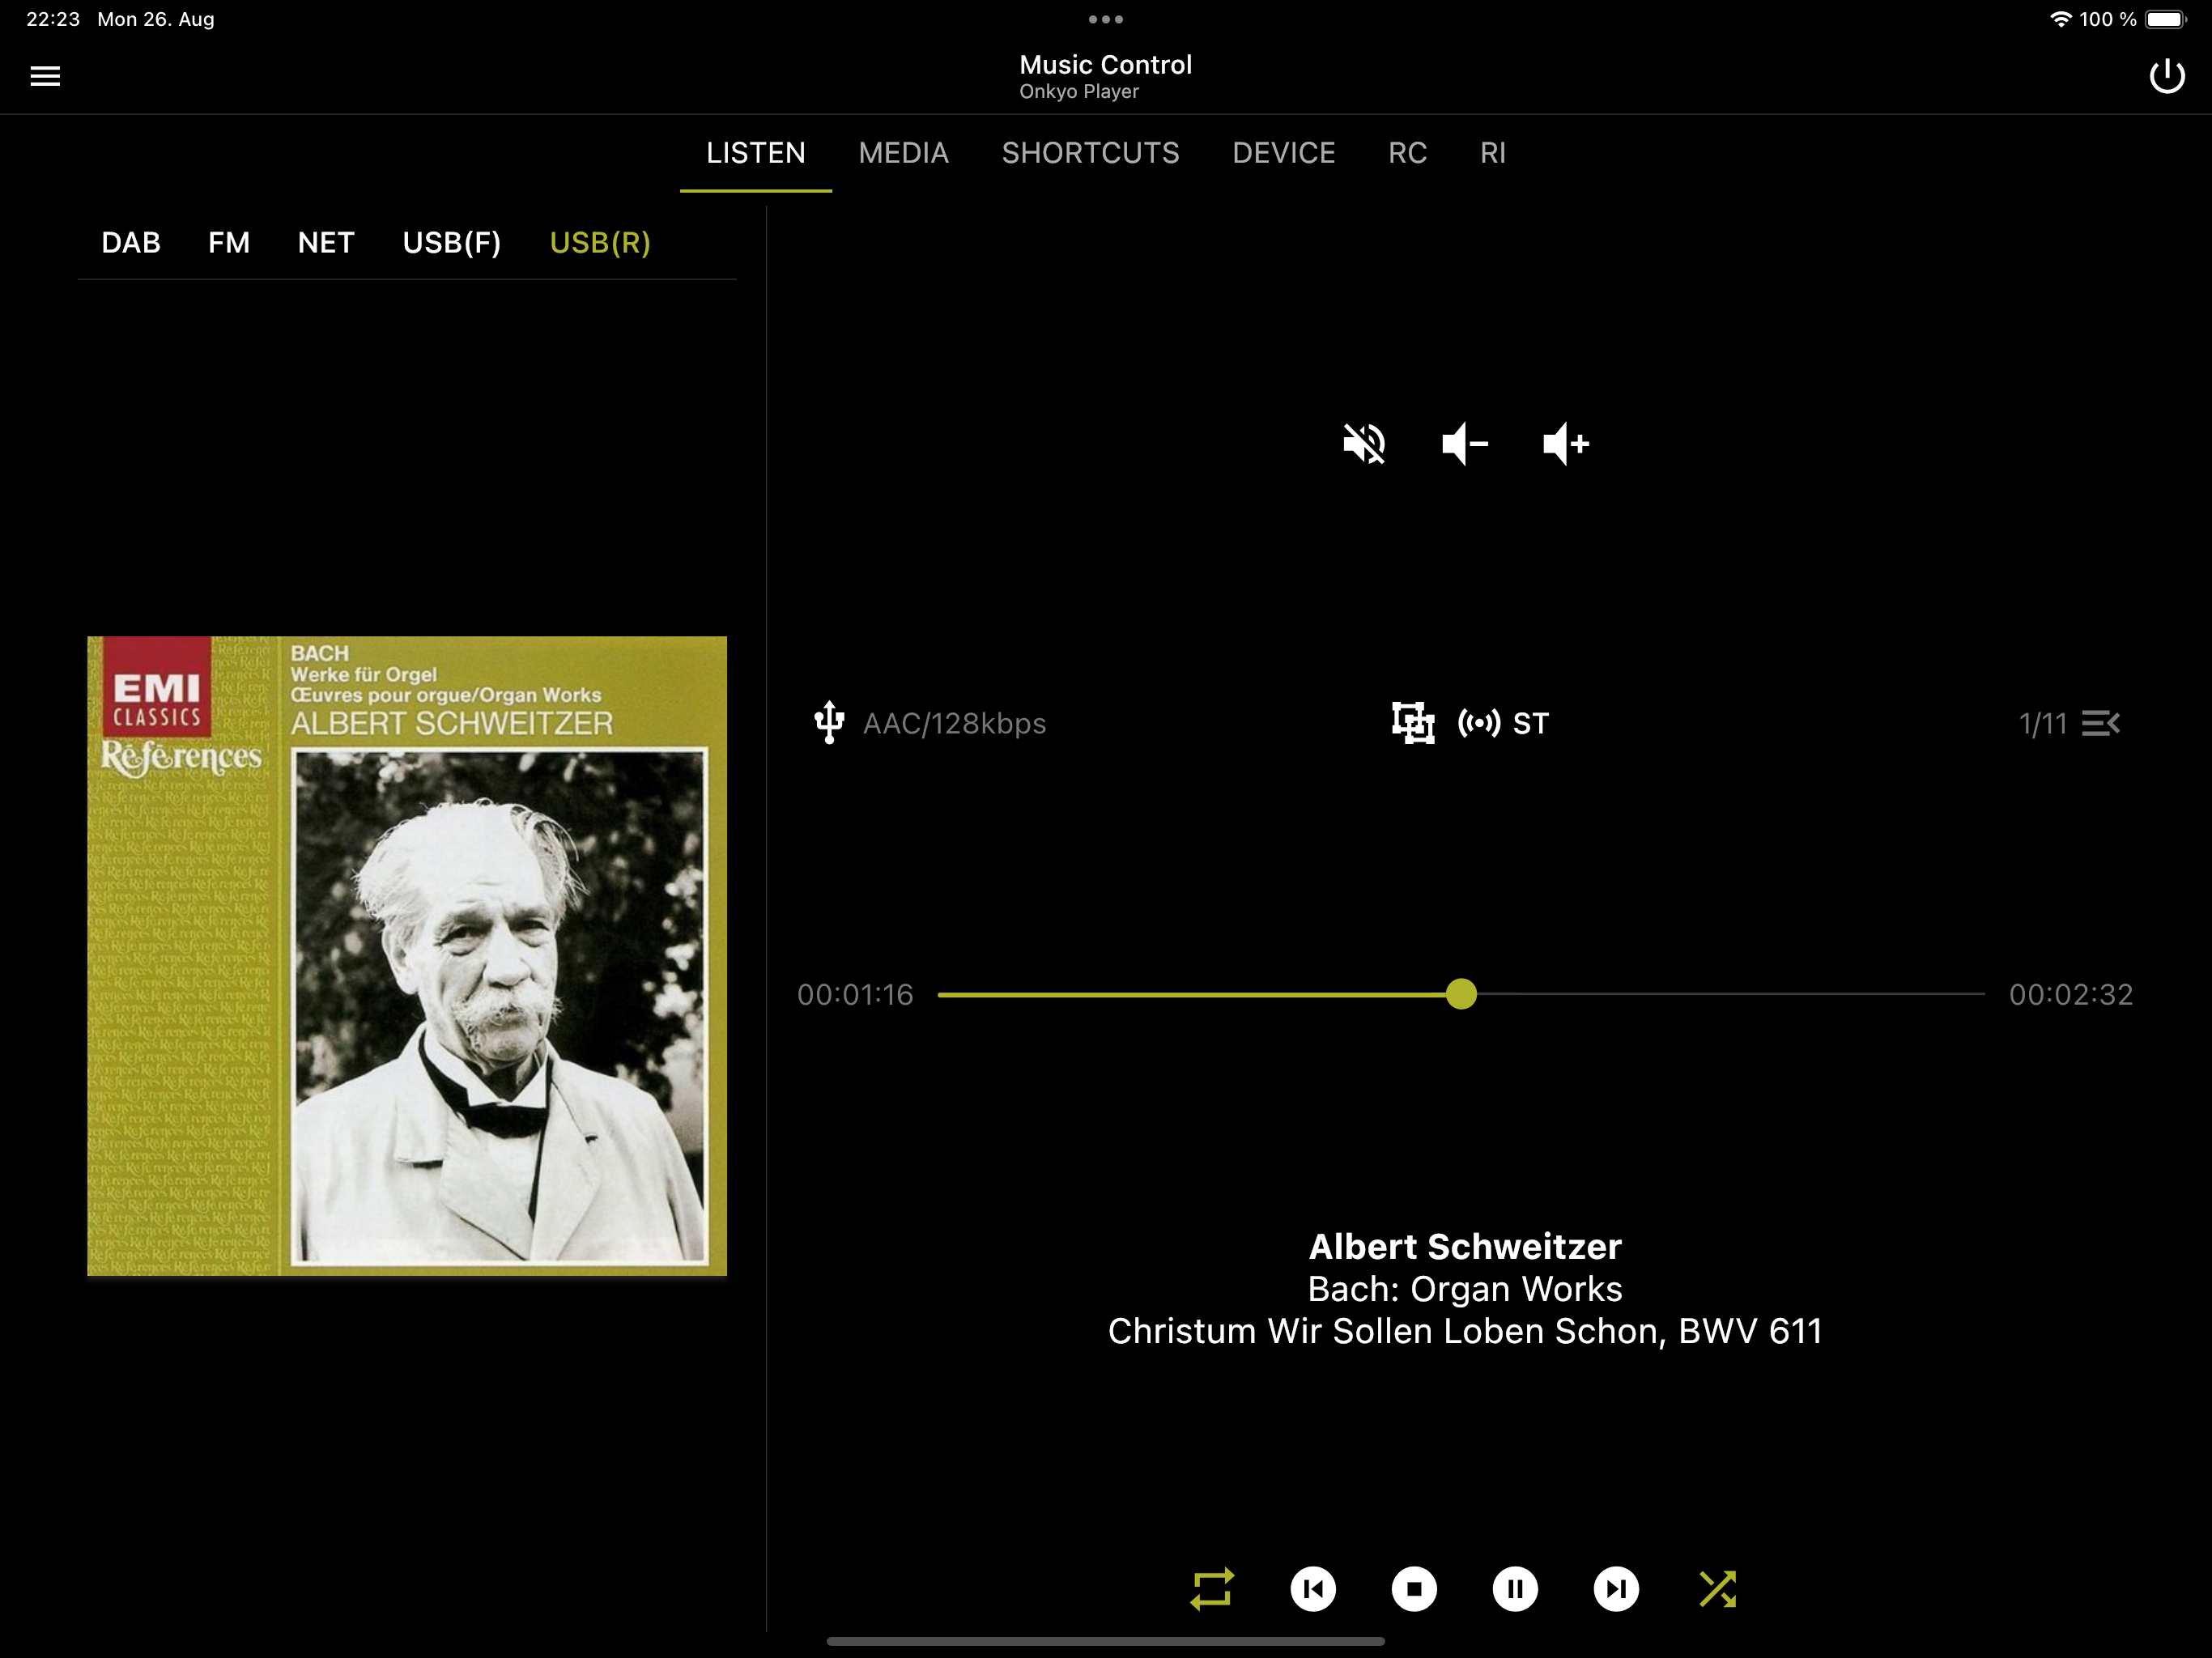 22:23 Mon 26. Aug
100 %
Music Control
Onkyo Player
LISTEN MEDIA SHORTCUTS DEVICE RC RI
DAB FM NET USB(F) USB(R)
EMI
CLASSICS
Références
BACH
Werke für Orgel
Œuvres pour orgue/Organ Works
ALBERT SCHWEITZER
AAC/128kbps
ST
1/11
00:01:16
00:02:32
Albert Schweitzer
Bach: Organ Works
Christum Wir Sollen Loben Schon, BWV 611